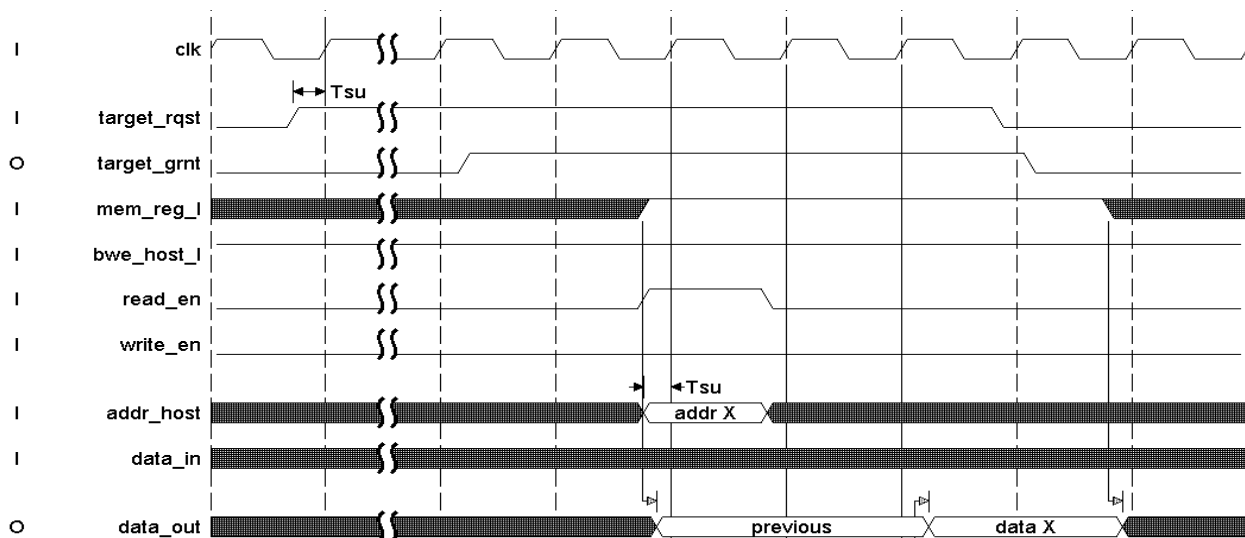 I clk
Tsu
I target_rqst
O target_grnt
I mem_reg_l
I bwe_host_l
I read_en
I write_en
Tsu
I addr_host addr X
I data_in
O data_out previous data X